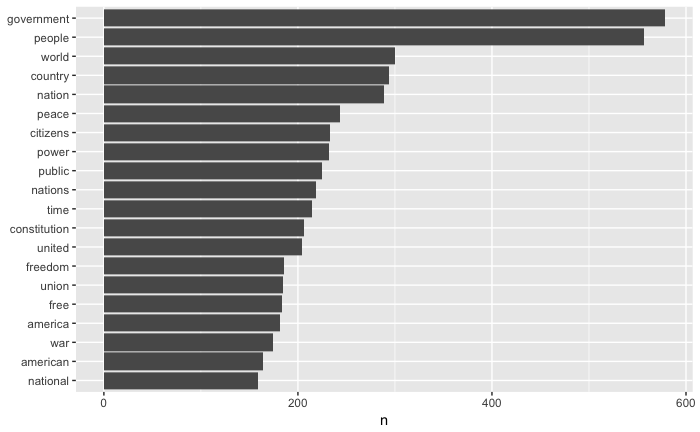 government
people
world
country
nation
peace
citizens
power
public
nations
time
constitution
united
freedom
union
free
america
war
american
national
0 200 400 600
n